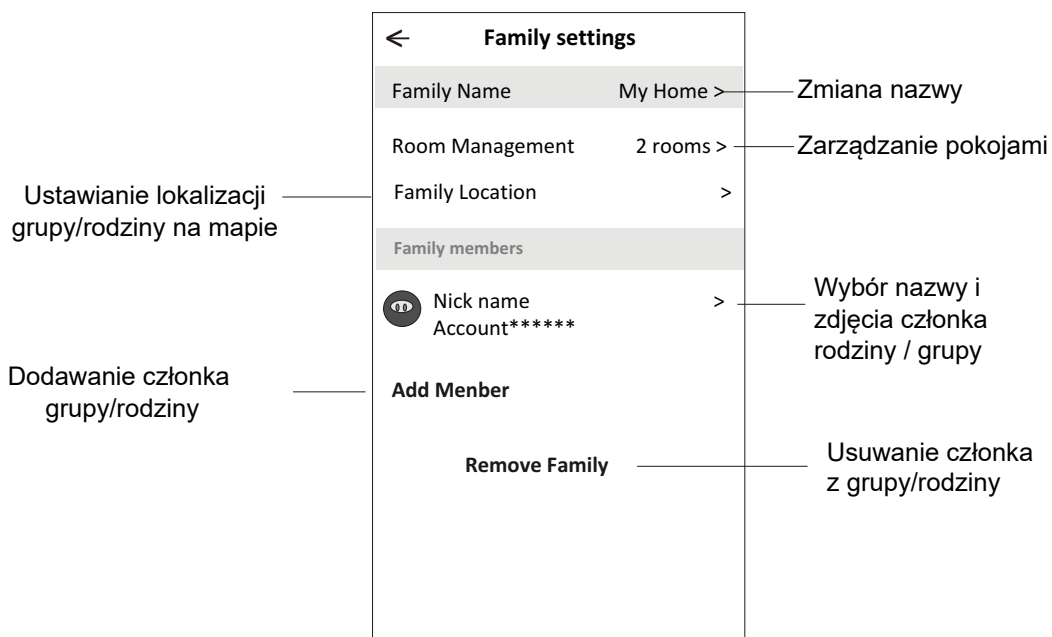 Family settings
Family Name My Home >
Zmiana nazwy
Room Management 2 rooms >
Zarządzanie pokojami
Ustawianie lokalizacji
grupy/rodziny na mapie
Family Location >
Family members
Nick name >
Account******
Wybór nazwy i
zdjęcia członka
rodziny / grupy
Dodawanie członka
grupy/rodziny
Add Menber
Remove Family
Usuwanie członka
z grupy/rodziny